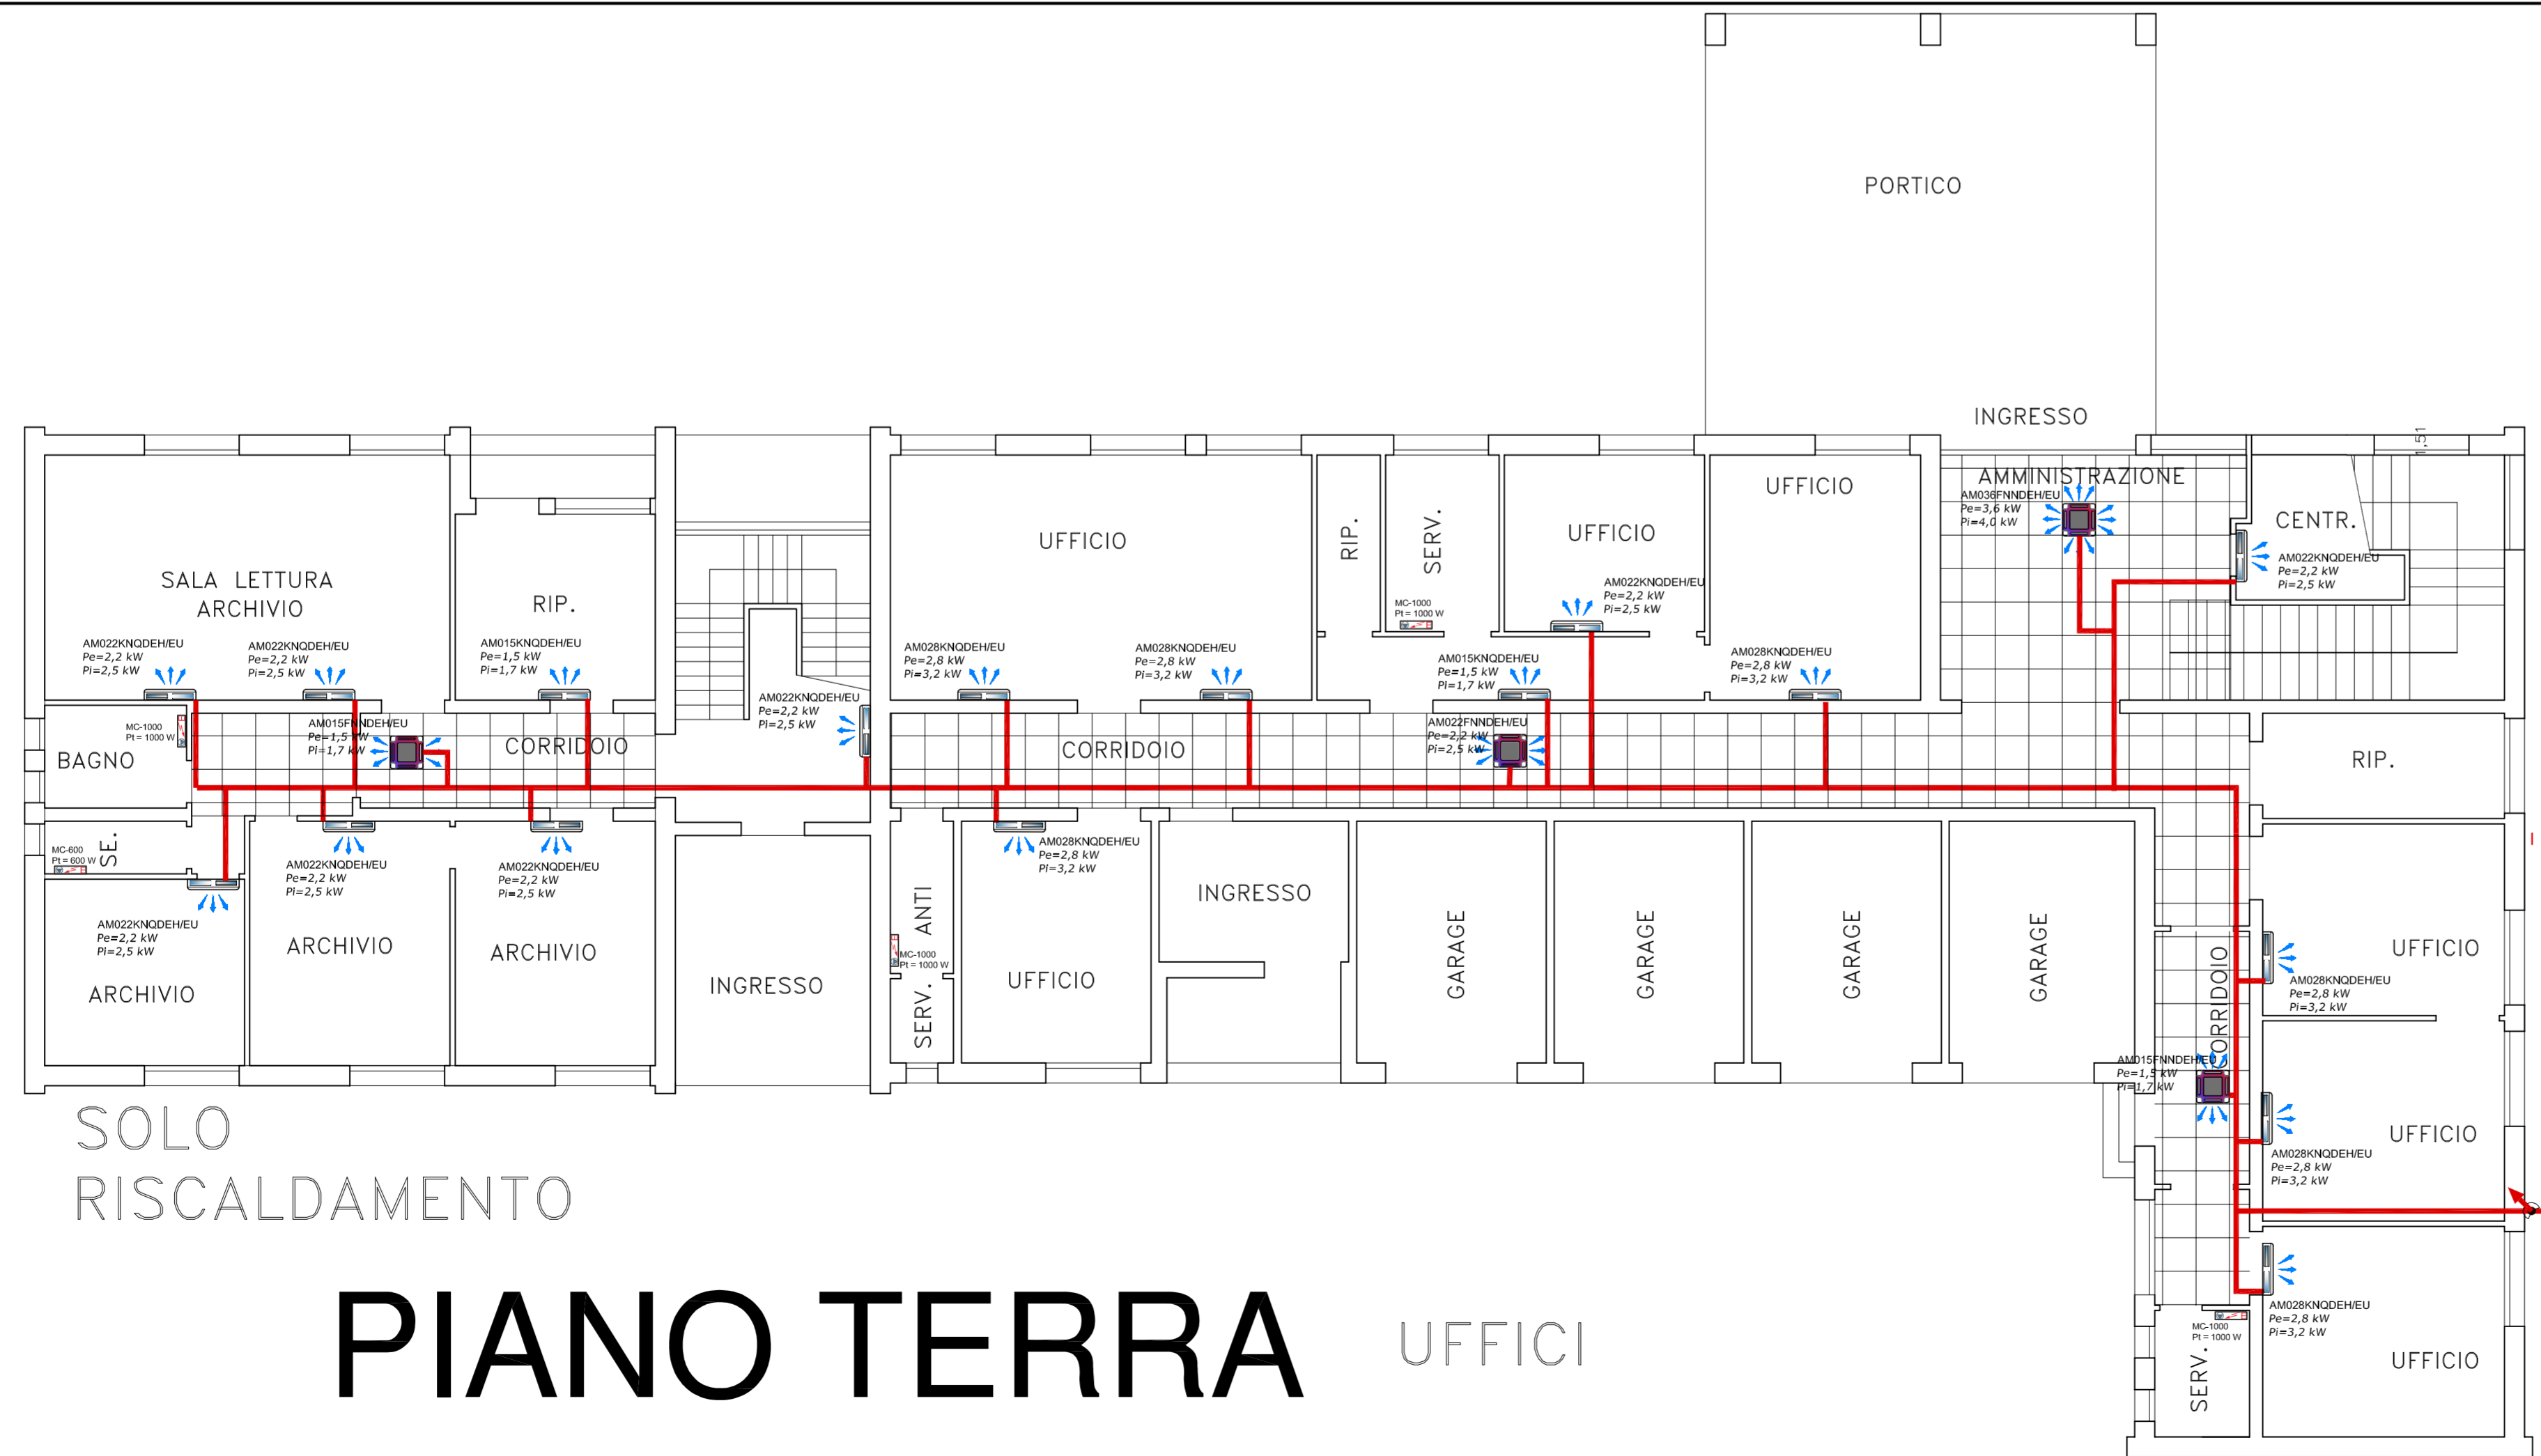 PORTICO
INGRESSO
1,51
AMMINISTRAZIONE
AM036FNNDEH/EU
Pe=3,6 kW
Pi=4,0 kW
CENTR.
AM022KNQDEH/EU
Pe=2,2 kW
Pi=2,5 kW
UFFICIO
UFFICIO
UFFICIO
RIP.
SERV.
MC-1000
Pt = 1000 W
AM022KNQDEH/EU
Pe=2,2 kW
Pi=2,5 kW
SALA LETTURA
ARCHIVIO
RIP.
AM022KNQDEH/EU
Pe=2,2 kW
Pi=2,5 kW
AM022KNQDEH/EU
Pe=2,2 kW
Pi=2,5 kW
AM015KNQDEH/EU
Pe=1,5 kW
Pi=1,7 kW
AM022KNQDEH/EU
Pe=2,2 kW
Pi=2,5 kW
AM028KNQDEH/EU
Pe=2,8 kW
Pi=3,2 kW
AM028KNQDEH/EU
Pe=2,8 kW
Pi=3,2 kW
AM015KNQDEH/EU
Pe=1,5 kW
Pi=1,7 kW
AM028KNQDEH/EU
Pe=2,8 kW
Pi=3,2 kW
MC-1000
Pt = 1000 W
BAGNO
AM015FNNDEH/EU
Pe=1,5 kW
Pi=1,7 kW
CORRIDOIO
CORRIDOIO
AM022FNNDEH/EU
Pe=2,2 kW
Pi=2,5 kW
RIP.
MC-600
Pt = 600 W
SE.
AM022KNQDEH/EU
Pe=2,2 kW
Pi=2,5 kW
ARCHIVIO
AM022KNQDEH/EU
Pe=2,2 kW
Pi=2,5 kW
ARCHIVIO
AM022KNQDEH/EU
Pe=2,2 kW
Pi=2,5 kW
ARCHIVIO
INGRESSO
ANTI
MC-1000
Pt = 1000 W
SERV.
AM028KNQDEH/EU
Pe=2,8 kW
Pi=3,2 kW
UFFICIO
INGRESSO
GARAGE
GARAGE
GARAGE
GARAGE
CORRIDOIO
UFFICIO
AM028KNQDEH/EU
Pe=2,8 kW
Pi=3,2 kW
AM015FNNDEH/EU
Pe=1,5 kW
Pi=1,7 kW
UFFICIO
AM028KNQDEH/EU
Pe=2,8 kW
Pi=3,2 kW
AM028KNQDEH/EU
Pe=2,8 kW
Pi=3,2 kW
MC-1000
Pt = 1000 W
SERV.
UFFICIO
SOLO
RISCALDAMENTO
PIANO TERRA
UFFICI